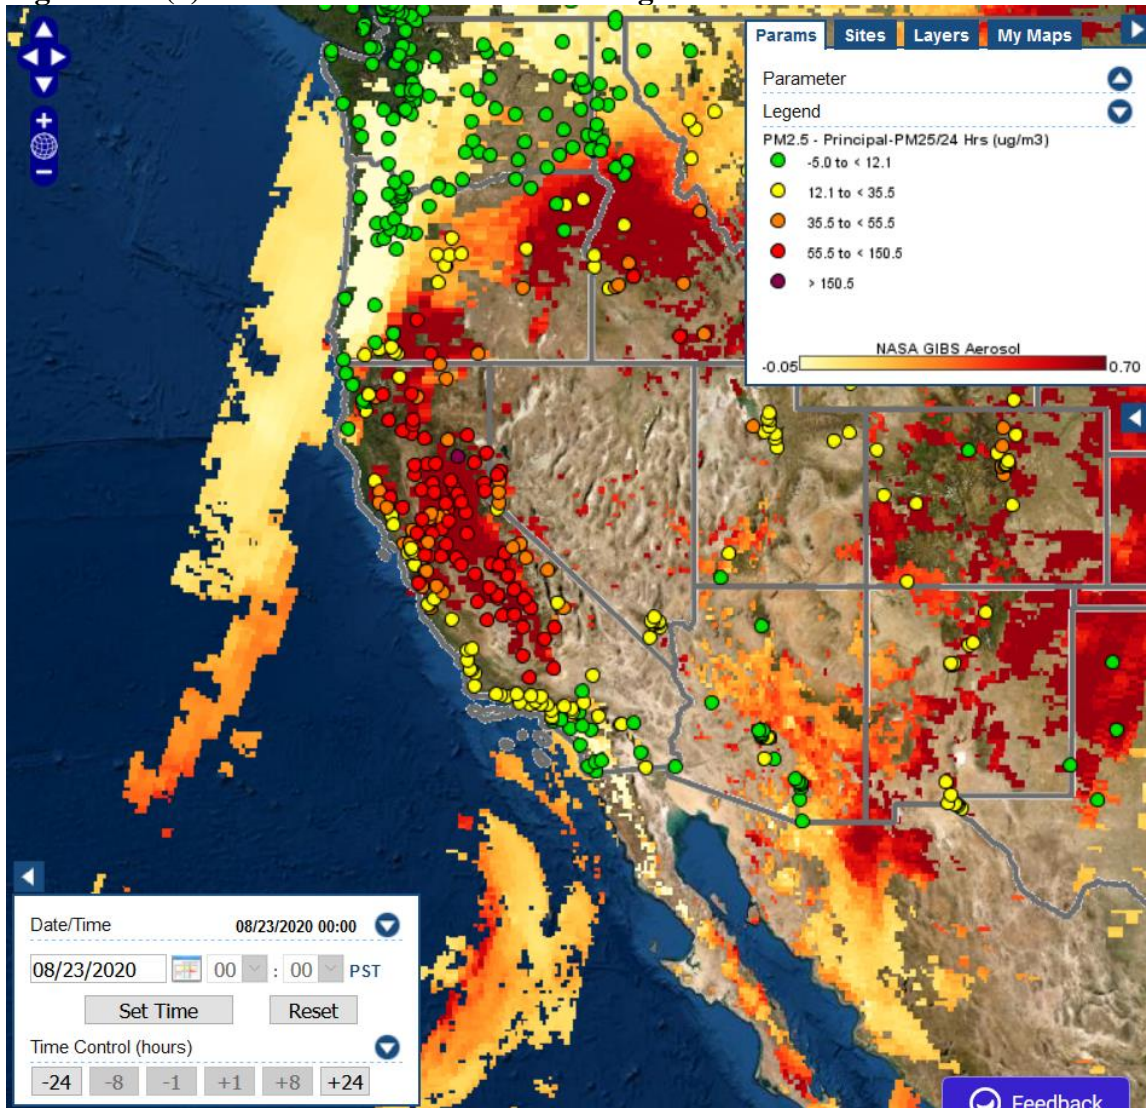 Params Sites Layers My Maps
Parameter
Legend
PM2.5 - Principal-PM25/24 Hrs (ug/m3)
-5.0 to < 12.1
12.1 to < 35.5
35.5 to < 55.5
55.5 to < 150.5
> 150.5
NASA GIBS Aerosol
-0.05 0.70
Date/Time 08/23/2020 00:00
08/23/2020 00 : 00 PST
Set Time Reset
Time Control (hours)
-24 -8 -1 +1 +8 +24
Feedback